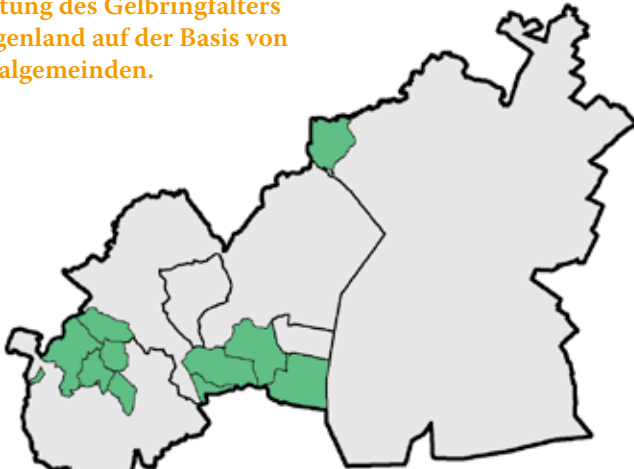 tung des Gelbringfalters
genland auf der Basis von
algemeinden.